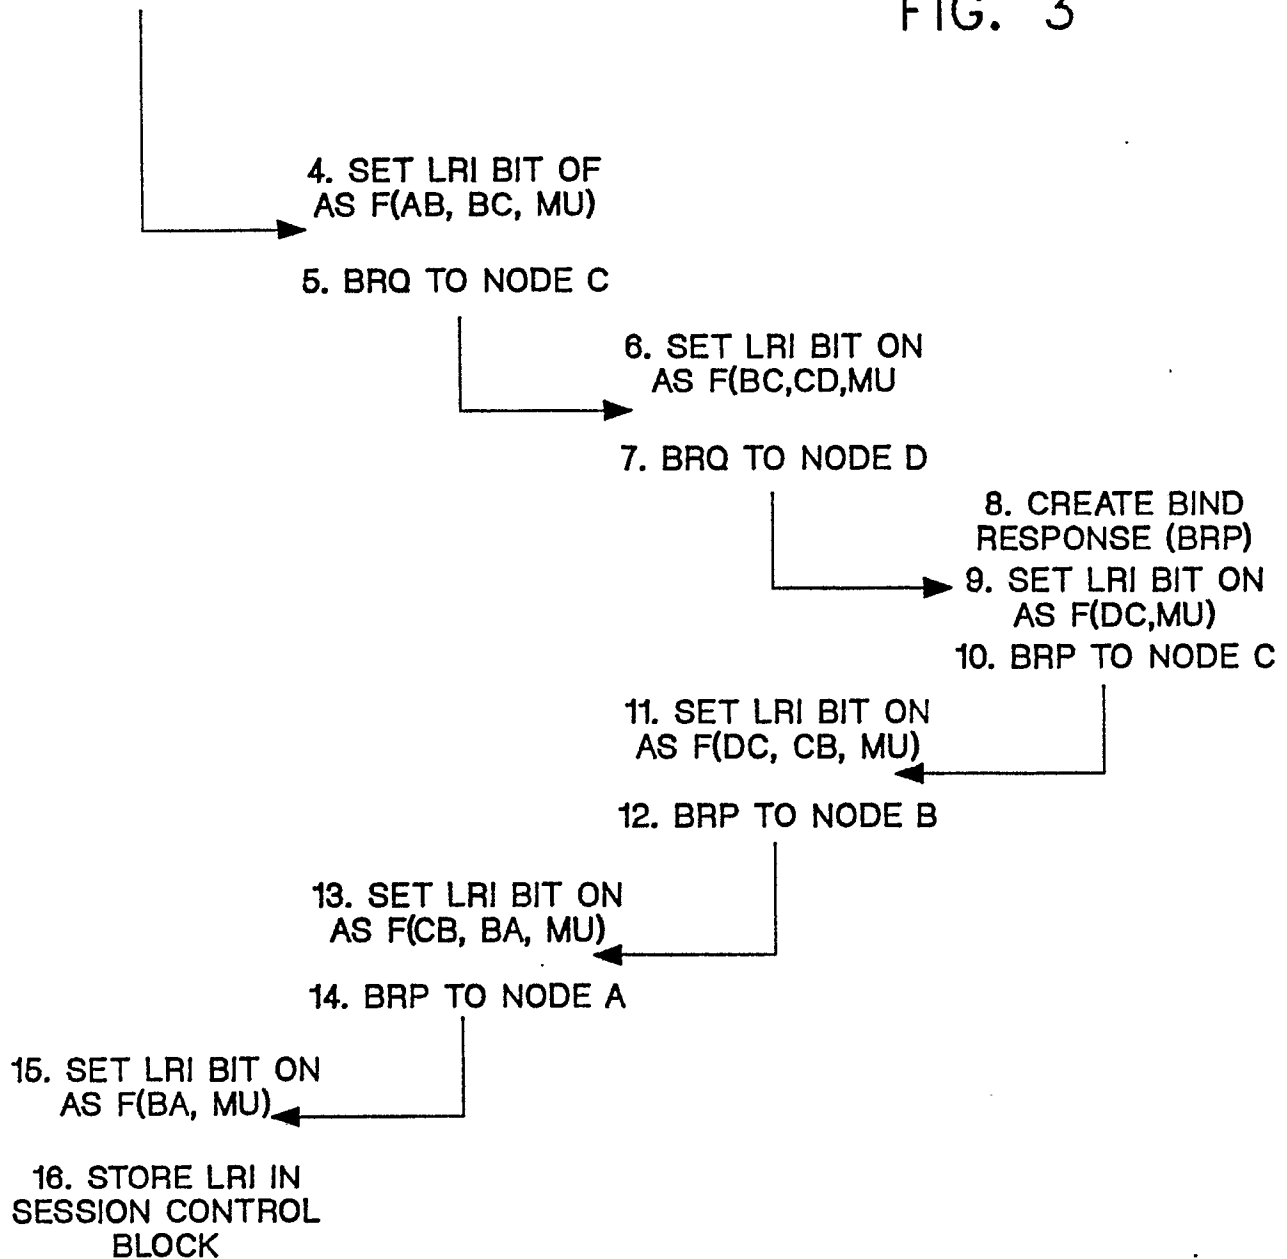 FIG. 3
4. SET LRI BIT OF
AS F(AB, BC, MU)
5. BRQ TO NODE C
6. SET LRI BIT ON
AS F(BC,CD,MU
7. BRQ TO NODE D
8. CREATE BIND
RESPONSE (BRP)
9. SET LRI BIT ON
AS F(DC,MU)
10. BRP TO NODE C
11. SET LRI BIT ON
AS F(DC, CB, MU)
12. BRP TO NODE B
13. SET LRI BIT ON
AS F(CB, BA, MU)
14. BRP TO NODE A
15. SET LRI BIT ON
AS F(BA, MU)
16. STORE LRI IN
SESSION CONTROL
BLOCK